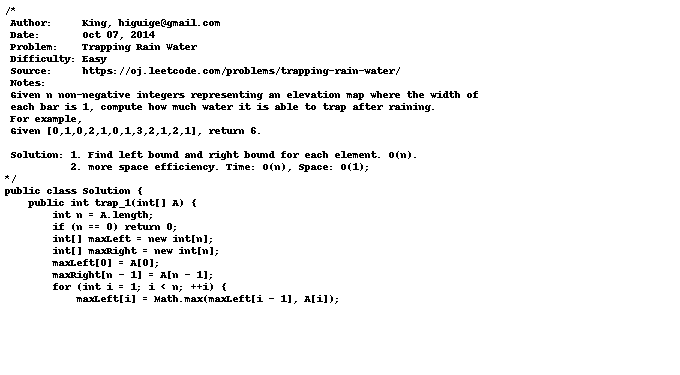 /*
 Author:     King, higuige@gmail.com
 Date:       Oct 07, 2014
 Problem:    Trapping Rain Water
 Difficulty: Easy
 Source:     https://oj.leetcode.com/problems/trapping-rain-water/
 Notes:
 Given n non-negative integers representing an elevation map where the width of
 each bar is 1, compute how much water it is able to trap after raining.
 For example,
 Given [0,1,0,2,1,0,1,3,2,1,2,1], return 6.

 Solution: 1. Find left bound and right bound for each element. O(n).
           2. more space efficiency. Time: O(n), Space: O(1);
*/
public class Solution {
    public int trap_1(int[] A) {
        int n = A.length;
        if (n == 0) return 0;
        int[] maxLeft = new int[n];
        int[] maxRight = new int[n];
        maxLeft[0] = A[0];
        maxRight[n - 1] = A[n - 1];
        for (int i = 1; i < n; ++i) {
            maxLeft[i] = Math.max(maxLeft[i - 1], A[i]);